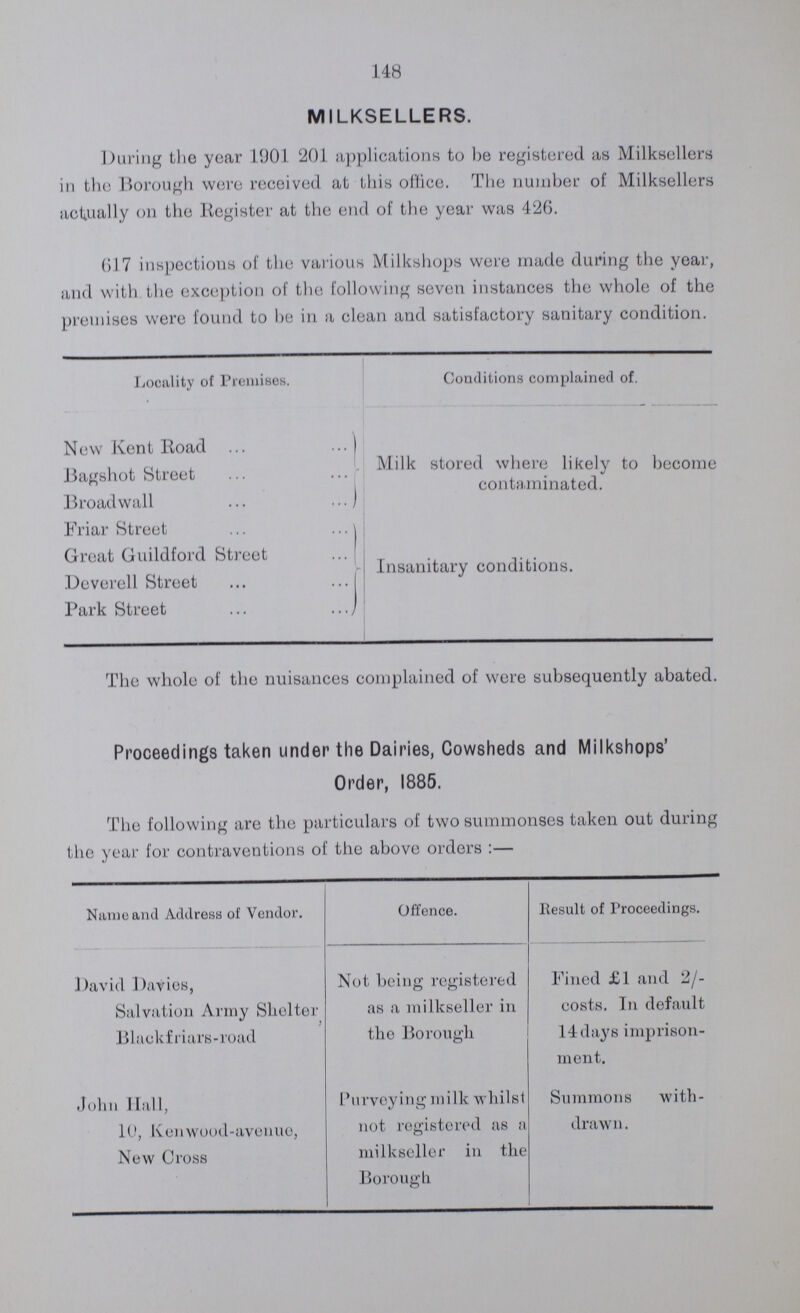 148
MILKSELLERS.
During the year 1901 201 applications to be registered as Milksellers
in the Borough were received at this office. The number of Milksellers
actually on the Register at the end of the year was 426.
617 inspections of the various Milkshops were made during the year,
and with the exception of the following seven instances the whole of the
premises were found to be in a clean and satisfactory sanitary condition.
Locality of Premises. Conditions complained of.
New Kent Road ... ...
Bagshot Street ... ...
Broadwall ... ...
Milk stored where likely to become
contaminated.
Friar Street ... ...
Great Guildford Street ...
Deverell Street ... ...
Park Street ... ...
Insanitary conditions.
The whole of the nuisances complained of were subsequently abated.
Proceedings taken under the Dairies, Cowsheds and Milkshops'
Order, 1885.
The following are the particulars of two summonses taken out during
the year for contraventions of the above orders :—
Name and Address of Vendor. Offence. Result of Proceedings.
David Davies,
Salvation Army Shelter,
Blackfriars-road
Not being registered
as a milkseller in
the Borough
Fined £1 and 2/-
costs. In default
14 days imprison-
ment.
John Hall,
10, Kenwood-avenue,
New Cross
Purveying milk whilst
not registered as a
milkseller in the
Borough
Summons with-
drawn.